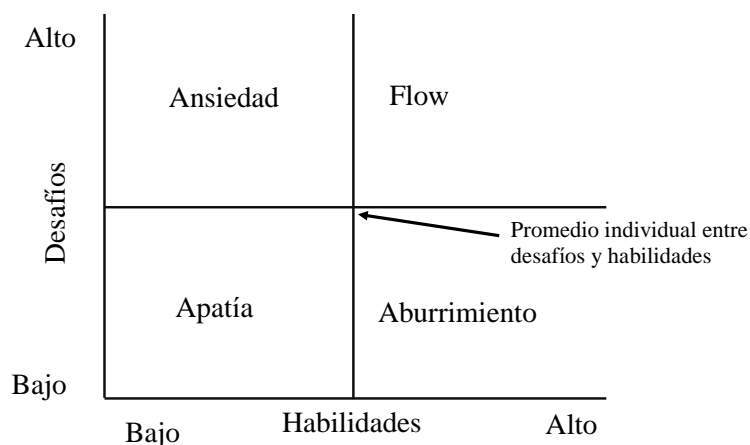 Alto
Ansiedad
Flow
Desafíos
Promedio individual entre
desafíos y habilidades
Apatía
Aburrimiento
Bajo
Bajo
Habilidades
Alto